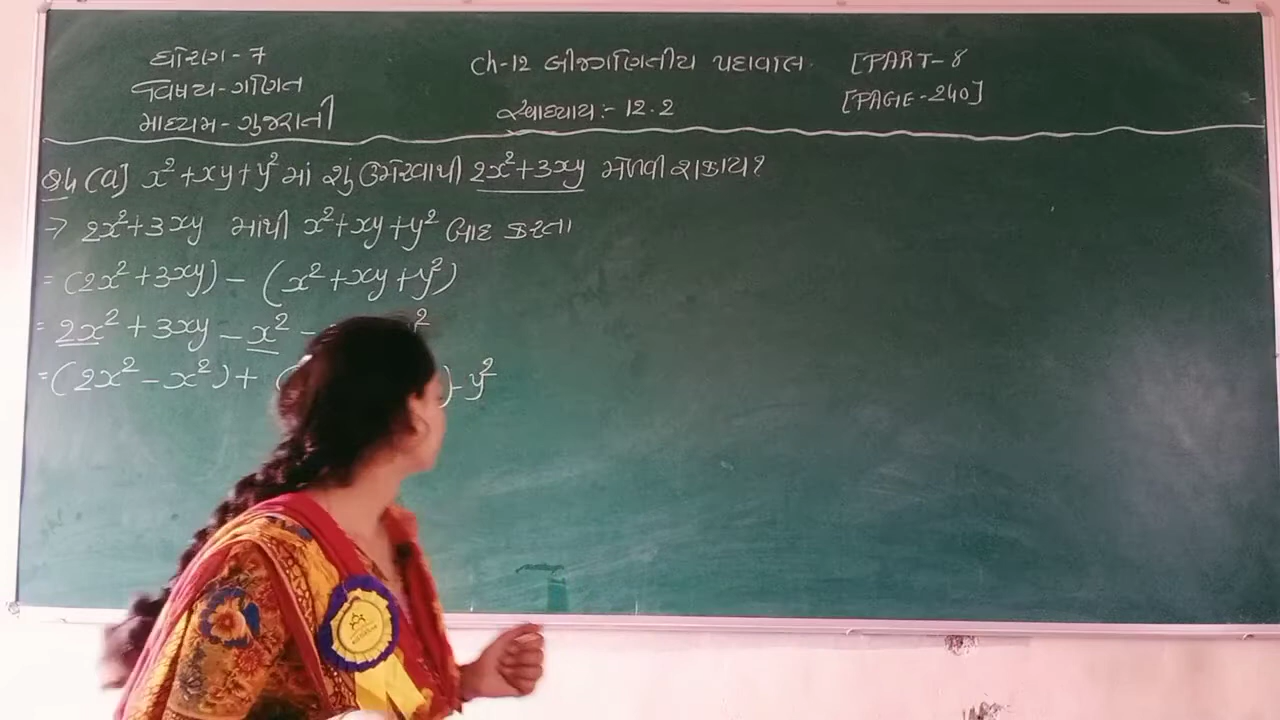 ધોરણ - 7
વિષય - ગણિત
માધ્યમ - ગુજરાતી
Ch-12 બીજગણિતીય પદાવલિ
સ્વાધ્યાય :- 12.2
[PART-8
[PAGE-240]
Q4 (a) x² + xy + y² માં શું ઉમેરવાથી 2x² + 3xy મેળવી શકાય?
→ 2x² + 3xy માંથી x² + xy + y² બાદ કરતા
= (2x² + 3xy) - (x² + xy + y²)
= 2x² + 3xy - x² - ²
= (2x² - x²) + ( ) - y²